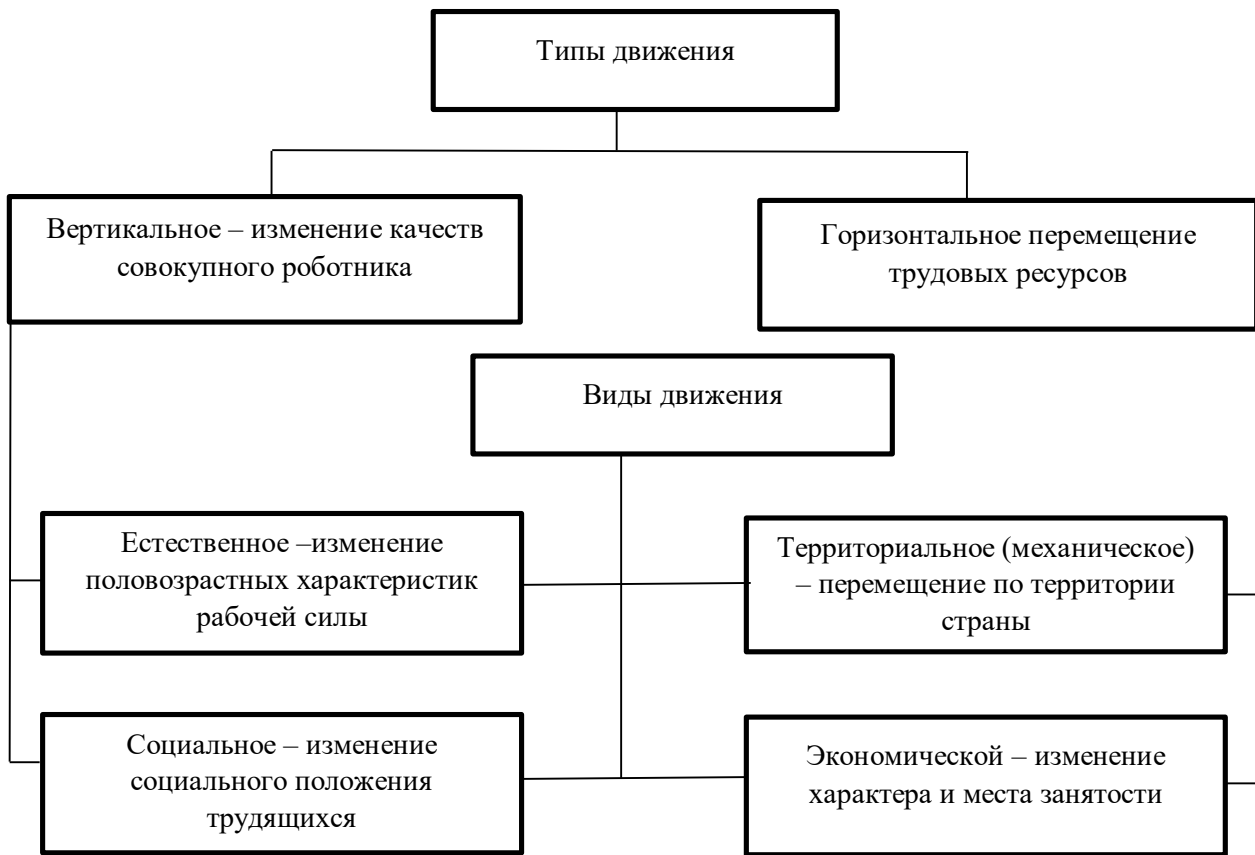 Типы движения
Вертикальное – изменение качеств
совокупного роботника
Горизонтальное перемещение
трудовых ресурсов
Виды движения
Естественное –изменение
половозрастных характеристик
рабочей силы
Территориальное (механическое)
– перемещение по территории
страны
Социальное – изменение
социального положения
трудящихся
Экономической – изменение
характера и места занятости